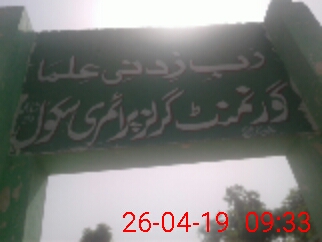 رب زدنی علما
گورنمنٹ گرلز پرائمری سکول
26-04-19 09:33